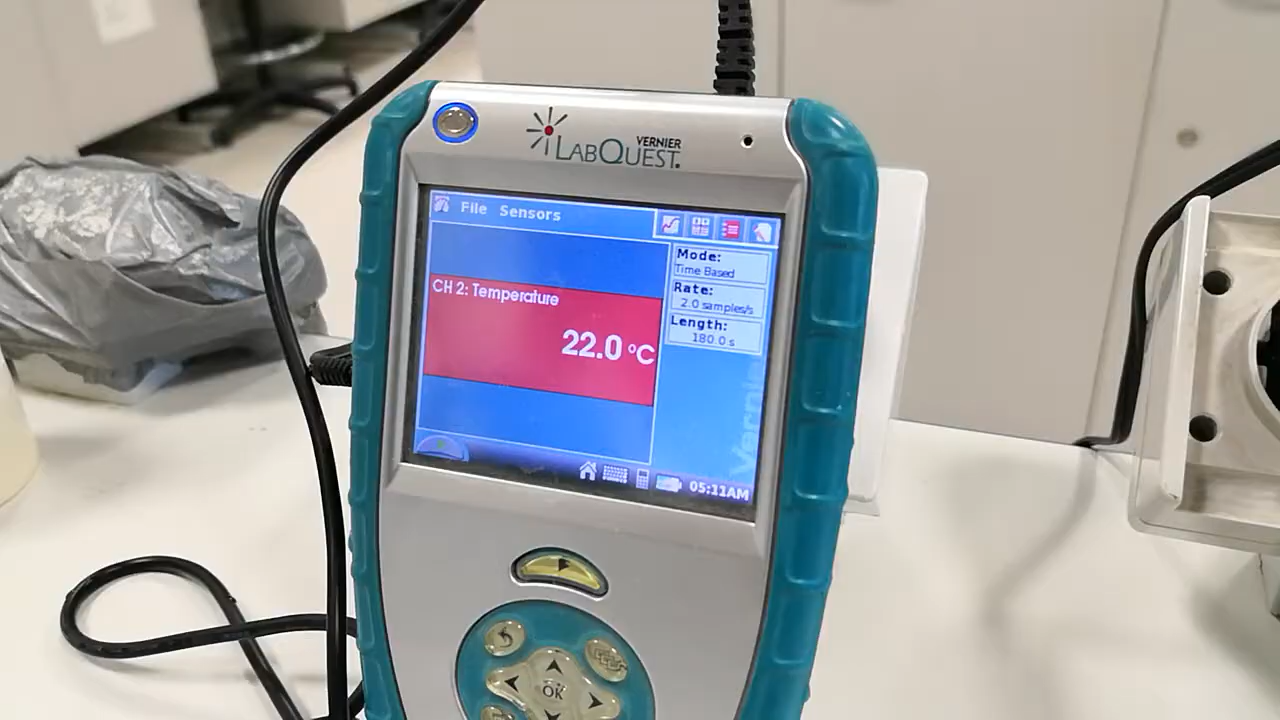 VERNIER
LABQUEST
File Sensors
CH 2: Temperature
22.0 °C
Mode:
Time Based
Rate:
2.0 samples/s
Length:
180.0 s
Vernier
05:11AM
OK